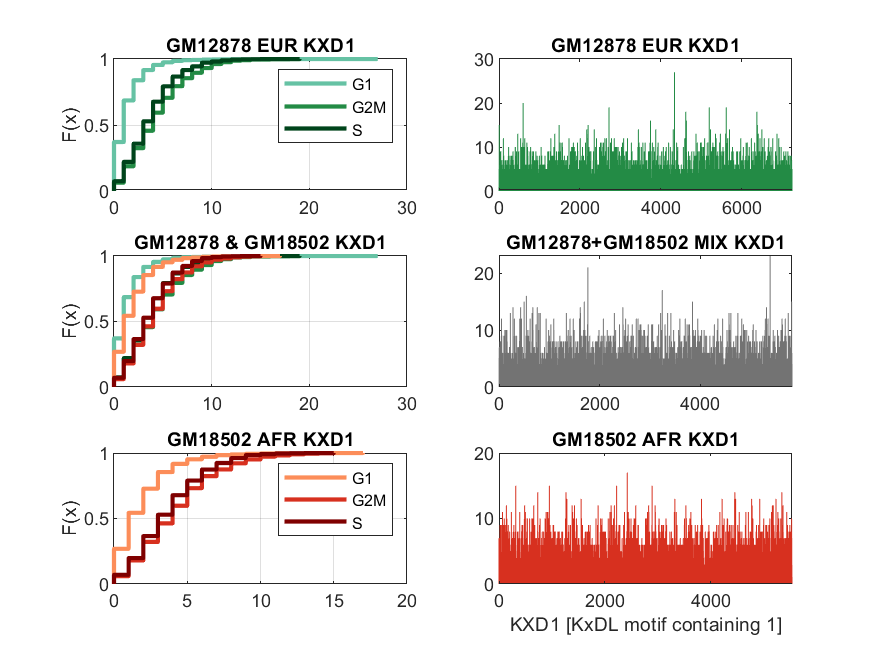 GM12878 EUR KXD1
1
0.5
0
F(x)
0 10 20 30
G1
G2M
S
GM12878 EUR KXD1
30
20
10
0
0 2000 4000 6000
GM12878 & GM18502 KXD1
1
0.5
0
F(x)
0 10 20 30
GM12878+GM18502 MIX KXD1
20
10
0
0 2000 4000
GM18502 AFR KXD1
1
0.5
0
F(x)
0 5 10 15 20
G1
G2M
S
GM18502 AFR KXD1
20
10
0
0 2000 4000
KXD1 [KxDL motif containing 1]